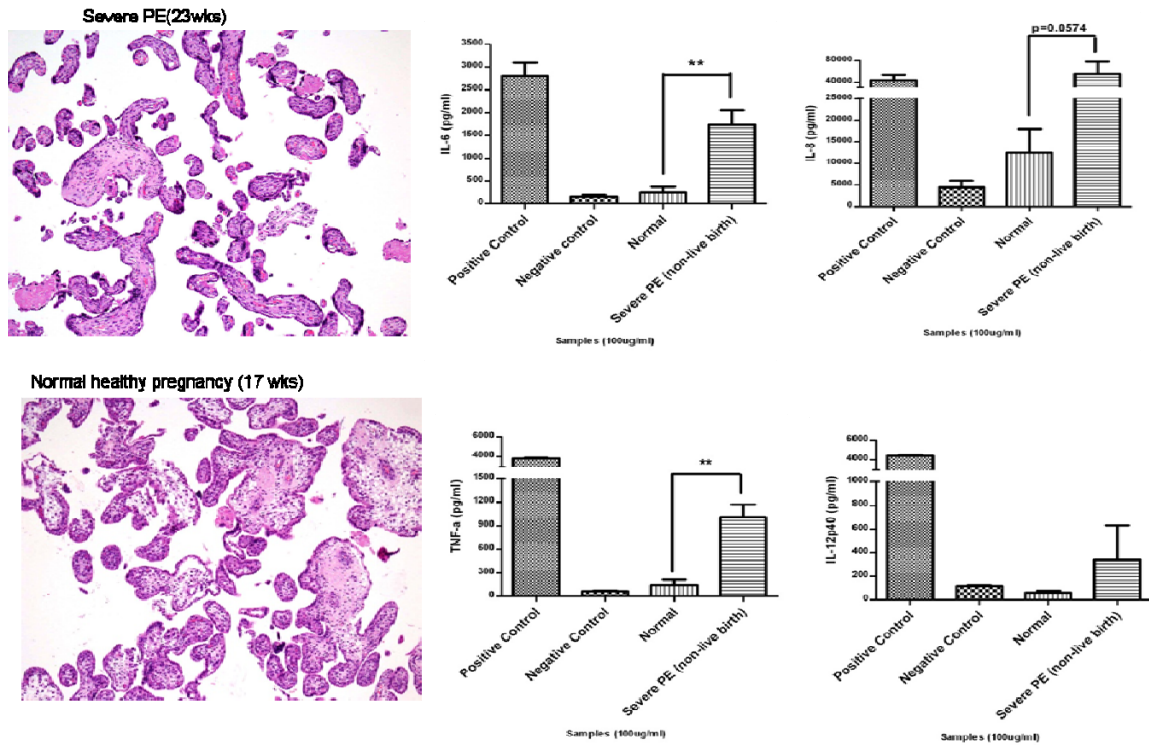 Severe PE(23wks)
IL-6 (pg/ml)
3500
3000
2500
2000
1500
1000
500
0
**
Positive Control
Negative control
Normal
Severe PE (non-live birth)
Samples (100ug/ml)
IL-8 (pg/ml)
80000
40000
25000
20000
15000
10000
5000
0
p=0.0574
Positive Control
Negative Control
Normal
Severe PE (non-live birth)
Samples (100ug/ml)
Normal healthy pregnancy (17 wks)
TNF-a (pg/ml)
6000
4000
1500
1200
900
600
300
0
**
Positive Control
Negative Control
Normal
Severe PE (non-live birth)
Samples (100ug/ml)
IL-12p40 (pg/ml)
6000
4000
1000
800
600
400
200
0
Positive Control
Negative Control
Normal
Severe PE (non-live birth)
Samples (100ug/ml)